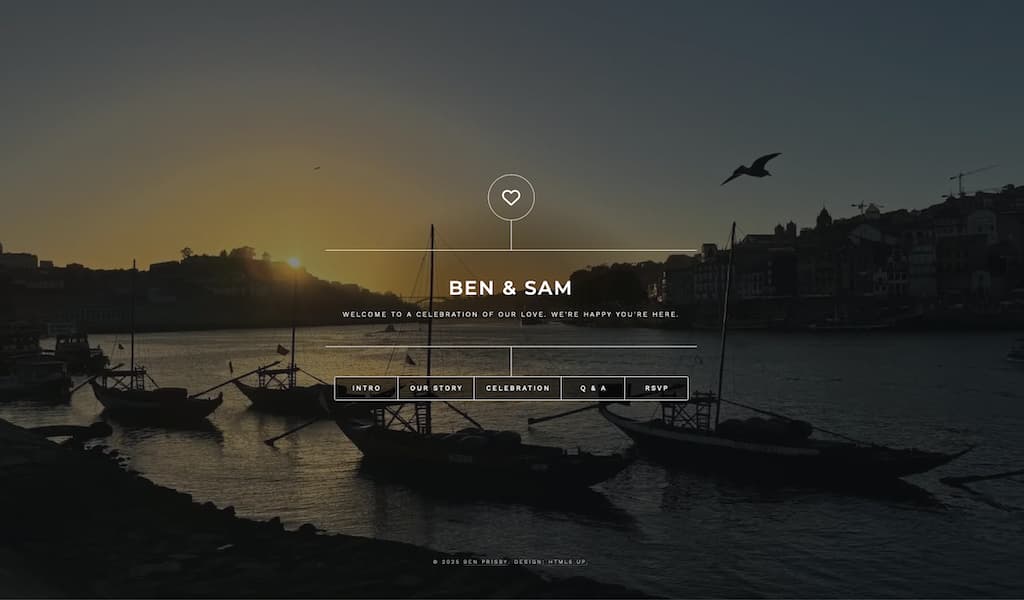 BEN & SAM
WELCOME TO A CELEBRATION OF OUR LOVE. WE'RE HAPPY YOU'RE HERE.
INTRO OUR STORY CELEBRATION Q & A RSVP
© 2025 BEN PRISBY. DESIGN: HTML5 UP.